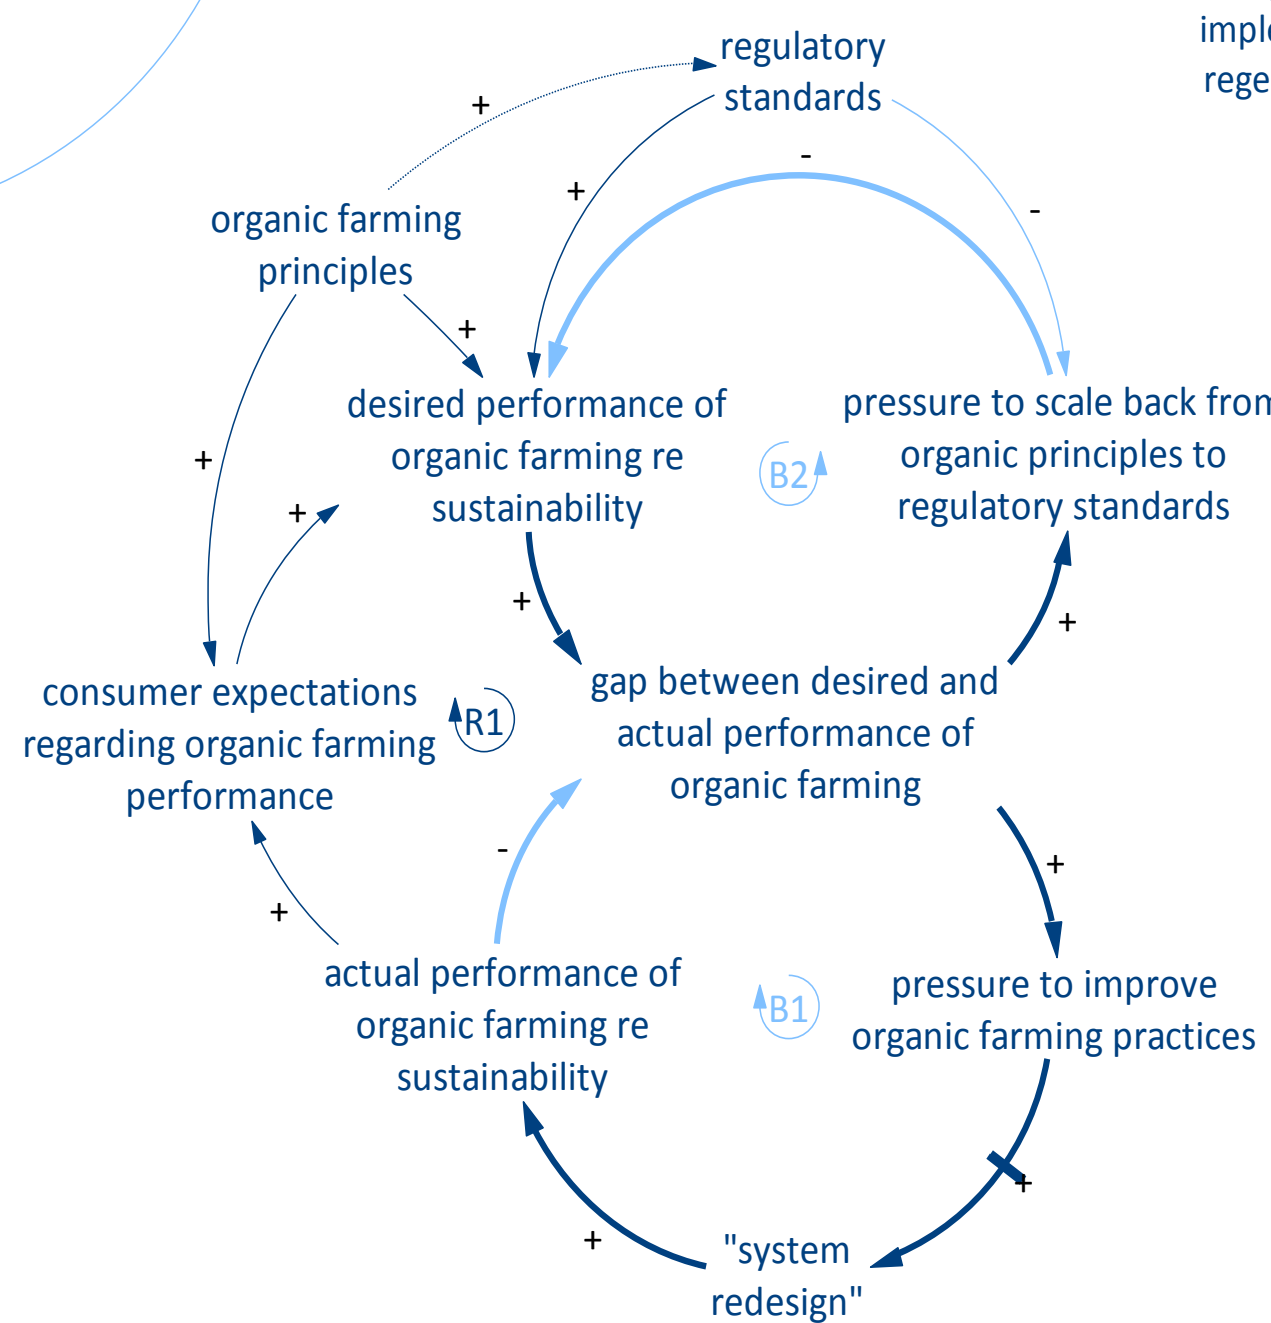 regulatory
standards
+
+
-
-
organic farming
principles
+
+
+
desired performance of
organic farming re
sustainability
B2
pressure to scale back from
organic principles to
regulatory standards
+
+
consumer expectations
regarding organic farming
performance
R1
gap between desired and
actual performance of
organic farming
-
+
+
actual performance of
organic farming re
sustainability
B1
pressure to improve
organic farming practices
+
+
"system
redesign"